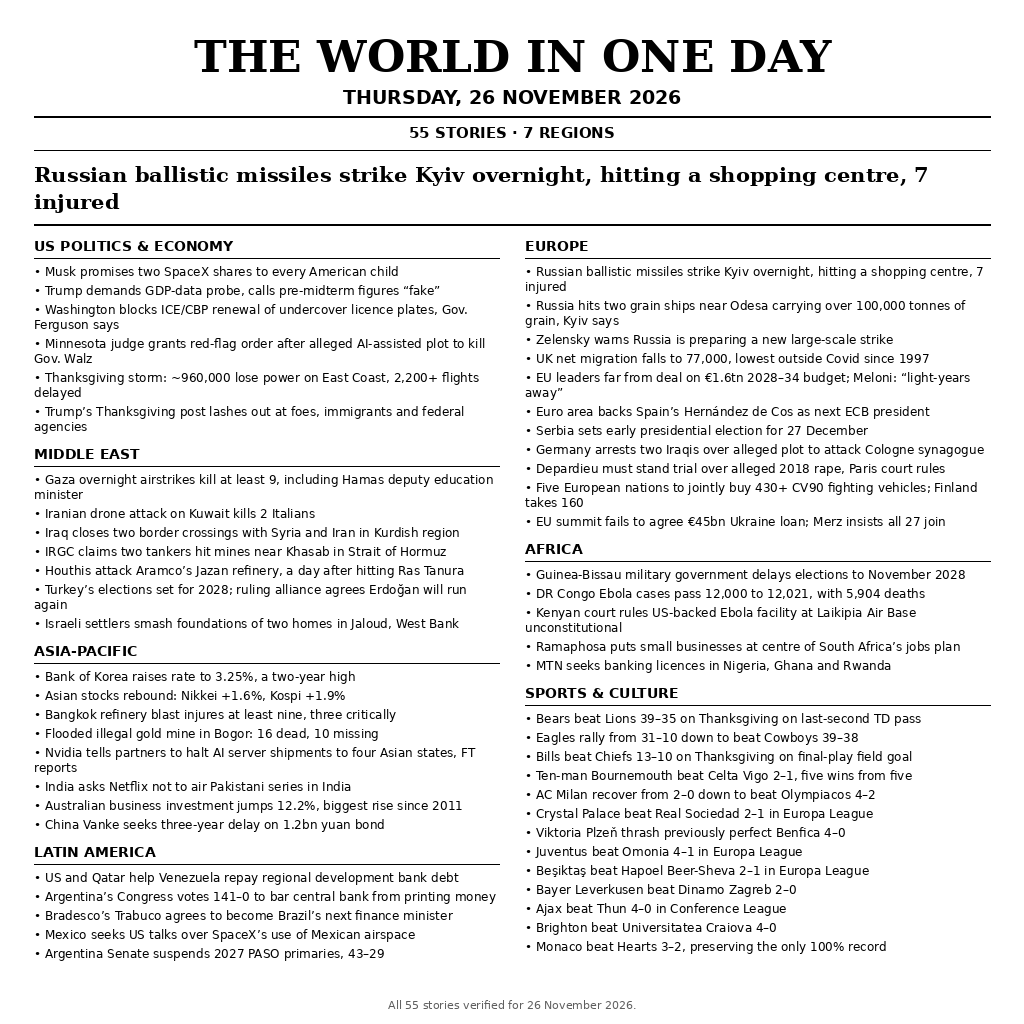 THE WORLD IN ONE DAY
THURSDAY, 26 NOVEMBER 2026
55 STORIES · 7 REGIONS
Russian ballistic missiles strike Kyiv overnight, hitting a shopping centre, 7
injured
US POLITICS & ECONOMY
• Musk promises two SpaceX shares to every American child
• Trump demands GDP-data probe, calls pre-midterm figures “fake”
• Washington blocks ICE/CBP renewal of undercover licence plates, Gov.
Ferguson says
• Minnesota judge grants red-flag order after alleged AI-assisted plot to kill
Gov. Walz
• Thanksgiving storm: ~960,000 lose power on East Coast, 2,200+ flights
delayed
• Trump’s Thanksgiving post lashes out at foes, immigrants and federal
agencies
MIDDLE EAST
• Gaza overnight airstrikes kill at least 9, including Hamas deputy education
minister
• Iranian drone attack on Kuwait kills 2 Italians
• Iraq closes two border crossings with Syria and Iran in Kurdish region
• IRGC claims two tankers hit mines near Khasab in Strait of Hormuz
• Houthis attack Aramco’s Jazan refinery, a day after hitting Ras Tanura
• Turkey’s elections set for 2028; ruling alliance agrees Erdoğan will run
again
• Israeli settlers smash foundations of two homes in Jaloud, West Bank
ASIA-PACIFIC
• Bank of Korea raises rate to 3.25%, a two-year high
• Asian stocks rebound: Nikkei +1.6%, Kospi +1.9%
• Bangkok refinery blast injures at least nine, three critically
• Flooded illegal gold mine in Bogor: 16 dead, 10 missing
• Nvidia tells partners to halt AI server shipments to four Asian states, FT
reports
• India asks Netflix not to air Pakistani series in India
• Australian business investment jumps 12.2%, biggest rise since 2011
• China Vanke seeks three-year delay on 1.2bn yuan bond
LATIN AMERICA
• US and Qatar help Venezuela repay regional development bank debt
• Argentina’s Congress votes 141–0 to bar central bank from printing money
• Bradesco’s Trabuco agrees to become Brazil’s next finance minister
• Mexico seeks US talks over SpaceX’s use of Mexican airspace
• Argentina Senate suspends 2027 PASO primaries, 43–29
EUROPE
• Russian ballistic missiles strike Kyiv overnight, hitting a shopping centre, 7
injured
• Russia hits two grain ships near Odesa carrying over 100,000 tonnes of
grain, Kyiv says
• Zelensky warns Russia is preparing a new large-scale strike
• UK net migration falls to 77,000, lowest outside Covid since 1997
• EU leaders far from deal on €1.6tn 2028–34 budget; Meloni: “light-years
away”
• Euro area backs Spain’s Hernández de Cos as next ECB president
• Serbia sets early presidential election for 27 December
• Germany arrests two Iraqis over alleged plot to attack Cologne synagogue
• Depardieu must stand trial over alleged 2018 rape, Paris court rules
• Five European nations to jointly buy 430+ CV90 fighting vehicles; Finland
takes 160
• EU summit fails to agree €45bn Ukraine loan; Merz insists all 27 join
AFRICA
• Guinea-Bissau military government delays elections to November 2028
• DR Congo Ebola cases pass 12,000 to 12,021, with 5,904 deaths
• Kenyan court rules US-backed Ebola facility at Laikipia Air Base
unconstitutional
• Ramaphosa puts small businesses at centre of South Africa’s jobs plan
• MTN seeks banking licences in Nigeria, Ghana and Rwanda
SPORTS & CULTURE
• Bears beat Lions 39–35 on Thanksgiving on last-second TD pass
• Eagles rally from 31–10 down to beat Cowboys 39–38
• Bills beat Chiefs 13–10 on Thanksgiving on final-play field goal
• Ten-man Bournemouth beat Celta Vigo 2–1, five wins from five
• AC Milan recover from 2–0 down to beat Olympiacos 4–2
• Crystal Palace beat Real Sociedad 2–1 in Europa League
• Viktoria Plzeň thrash previously perfect Benfica 4–0
• Juventus beat Omonia 4–1 in Europa League
• Beşiktaş beat Hapoel Beer-Sheva 2–1 in Europa League
• Bayer Leverkusen beat Dinamo Zagreb 2–0
• Ajax beat Thun 4–0 in Conference League
• Brighton beat Universitatea Craiova 4–0
• Monaco beat Hearts 3–2, preserving the only 100% record
All 55 stories verified for 26 November 2026.